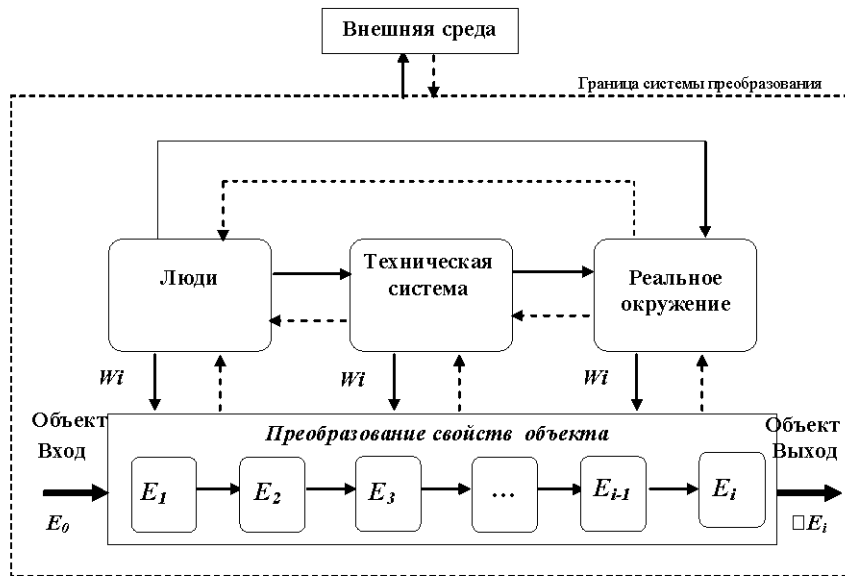 Внешняя среда
Граница системы преобразования
Люди
Техническая
система
Реальное
окружение
Wi
Wi
Wi
Объект
Вход
Преобразование свойств объекта
Объект
Выход
E1
E2
E3
...
Ei-1
Ei
E0
□Ei